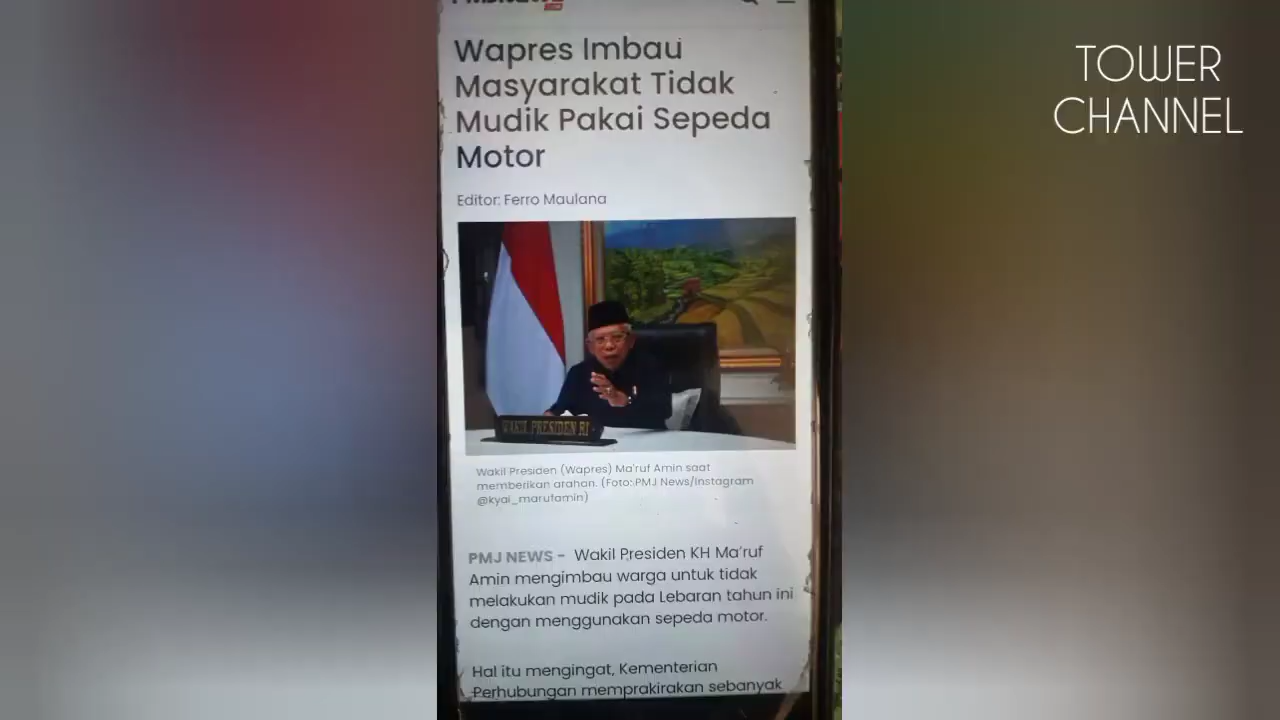 PMJNEWS
TOWER
CHANNEL
Wapres Imbau
Masyarakat Tidak
Mudik Pakai Sepeda
Motor
Editor: Ferro Maulana
WAKIL PRESIDEN RI
Wakil Presiden (Wapres) Ma'ruf Amin saat
memberikan arahan. (Foto: PMJ News/Instagram
@kyai_marufamin)
PMJ NEWS - Wakil Presiden KH Ma'ruf
Amin mengimbau warga untuk tidak
melakukan mudik pada Lebaran tahun ini
dengan menggunakan sepeda motor.
Hal itu mengingat, Kementerian
Perhubungan memprakirakan sebanyak